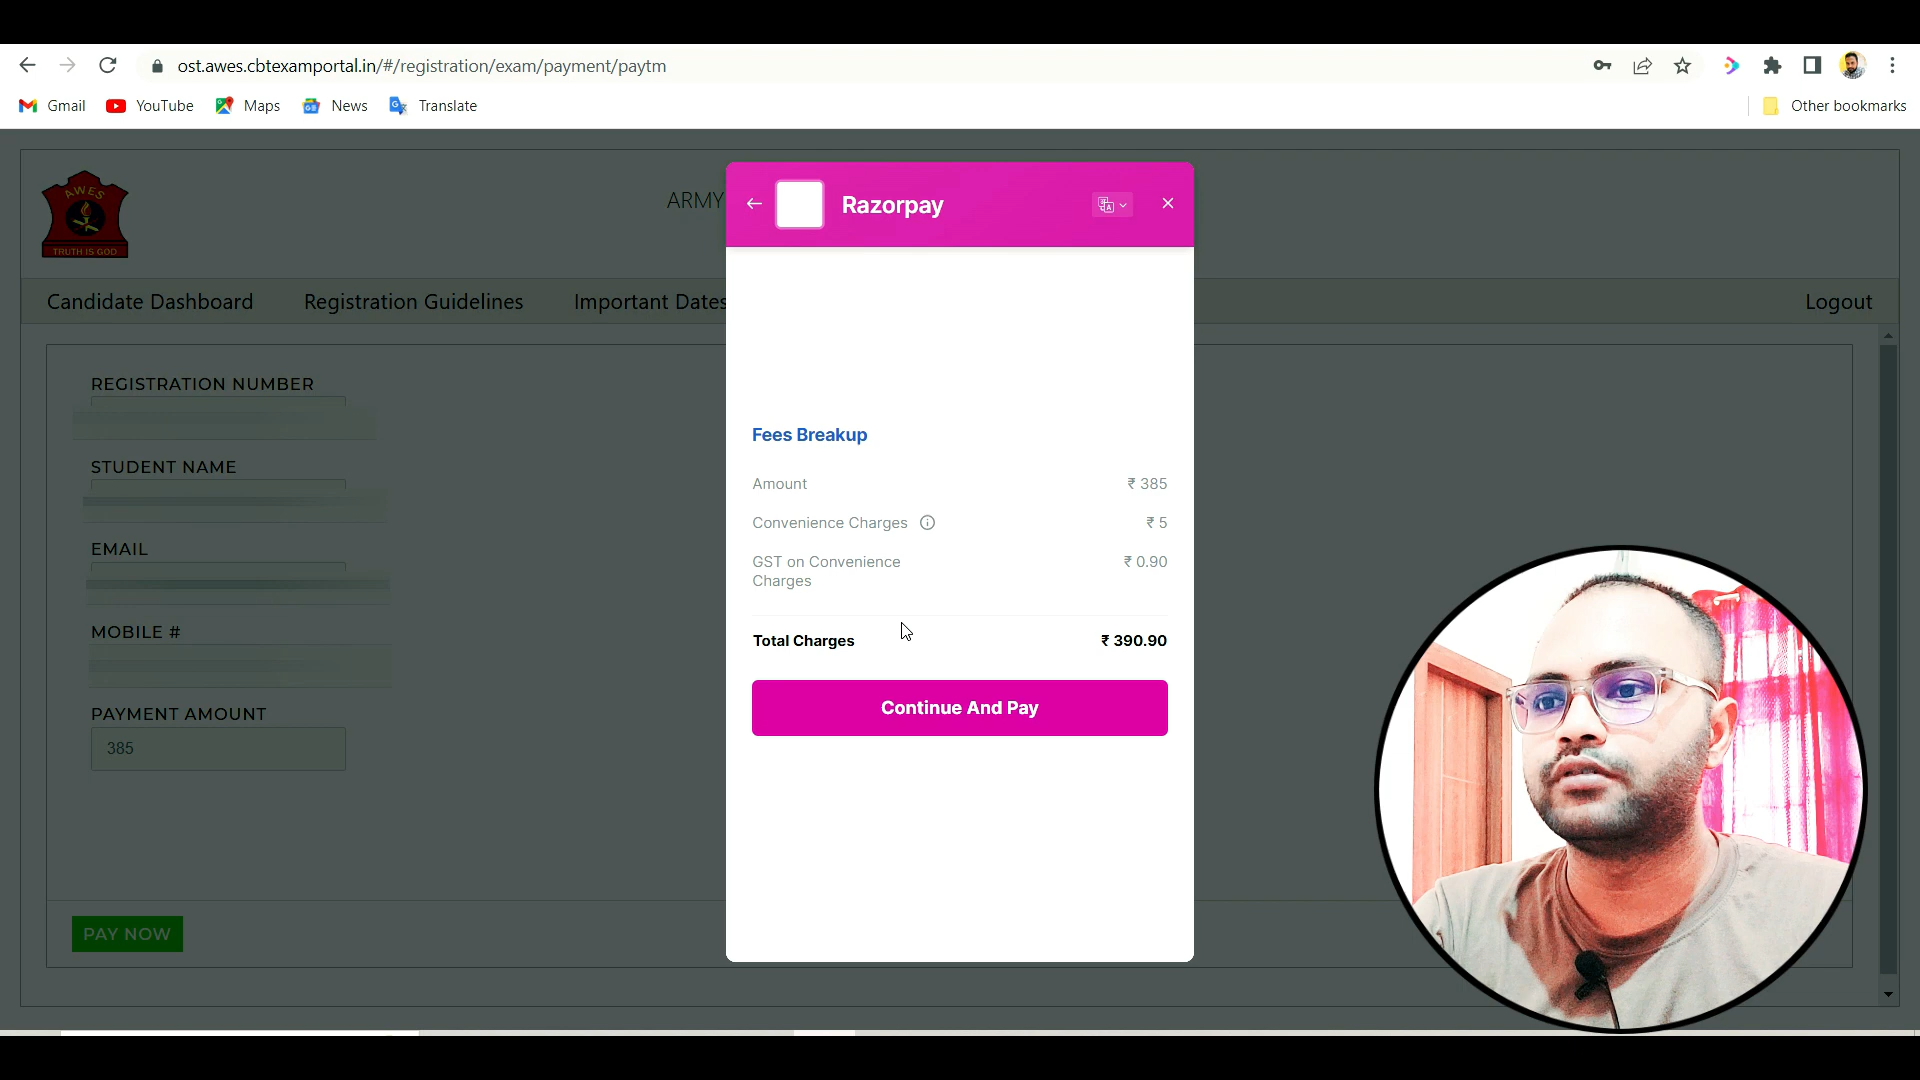 ost.awes.cbtexamportal.in/#/registration/exam/payment/paytm
Gmail
YouTube
Maps
News
Translate
Other bookmarks
AWES
TRUTH IS GOD
ARMY
Candidate Dashboard
Registration Guidelines
Important Dates
Logout
REGISTRATION NUMBER
STUDENT NAME
EMAIL
MOBILE #
PAYMENT AMOUNT
385
PAY NOW
Razorpay
Fees Breakup
Amount ₹ 385
Convenience Charges ₹ 5
GST on Convenience ₹ 0.90
Charges
Total Charges ₹ 390.90
Continue And Pay